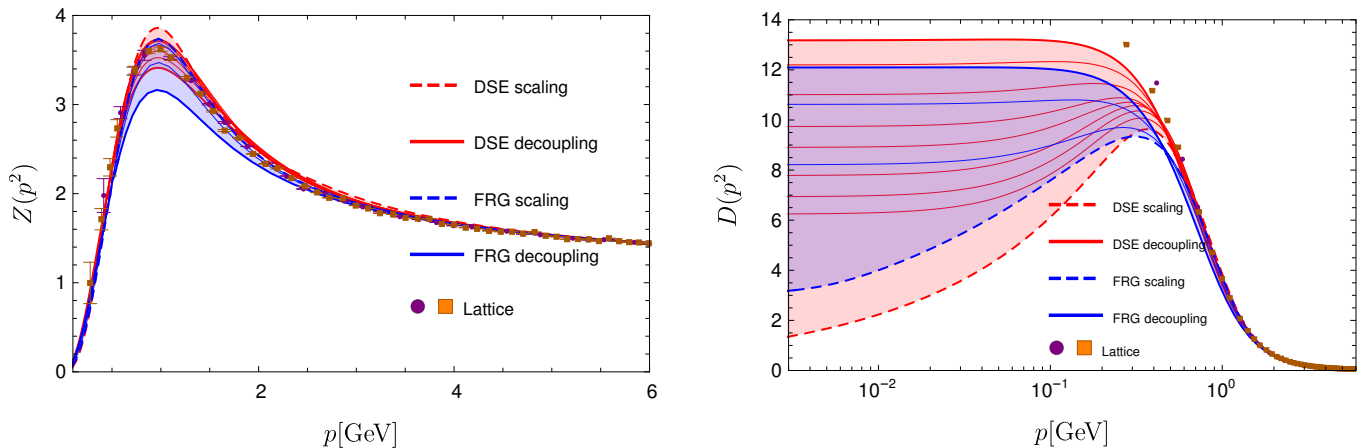 4
3
2
1
0
2
4
6
Z(p²)
p[GeV]
DSE scaling
DSE decoupling
FRG scaling
FRG decoupling
Lattice
14
12
10
8
6
4
2
0
10⁻²
10⁻¹
10⁰
D(p²)
p[GeV]
DSE scaling
DSE decoupling
FRG scaling
FRG decoupling
Lattice